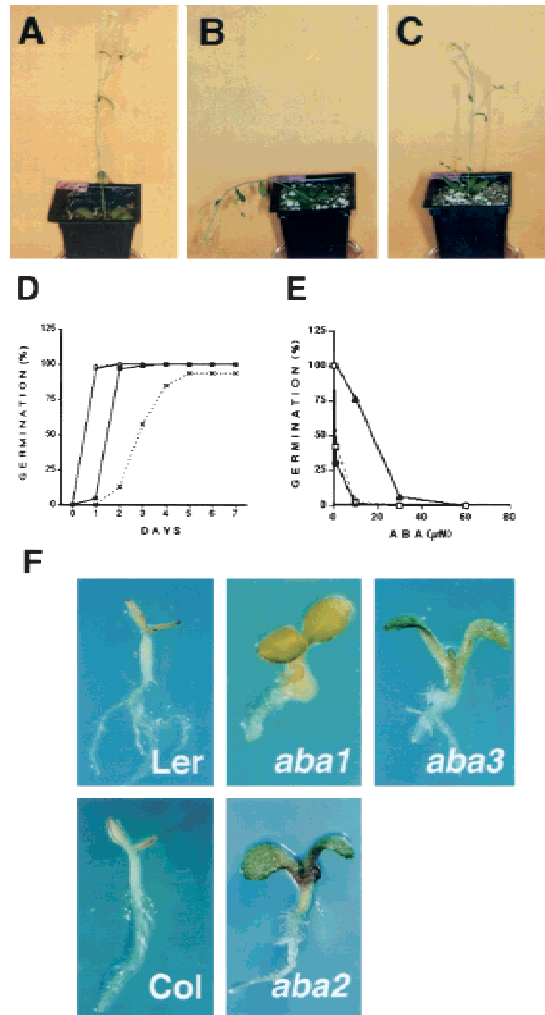 A
B
C
D
E
125
100
75
50
25
0
GERMINATION (%)
0 1 2 3 4 5 6 7
DAYS
125
100
75
50
25
0
GERMINATION (%)
0 20 40 60 80
ABA (µM)
F
Ler
aba1
aba3
Col
aba2